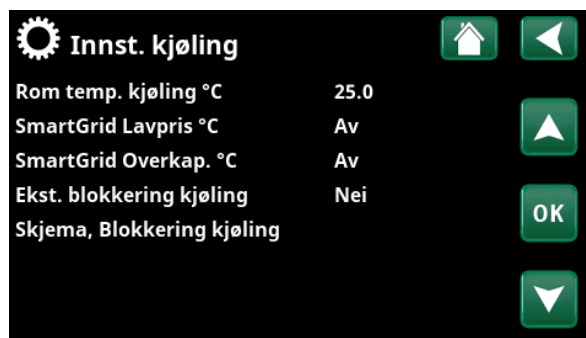 Innst. kjøling
Rom temp. kjøling °C 25.0
SmartGrid Lavpris °C Av
SmartGrid Overkap. °C Av
Ekst. blokkering kjøling Nei
Skjema, Blokkering kjøling
OK